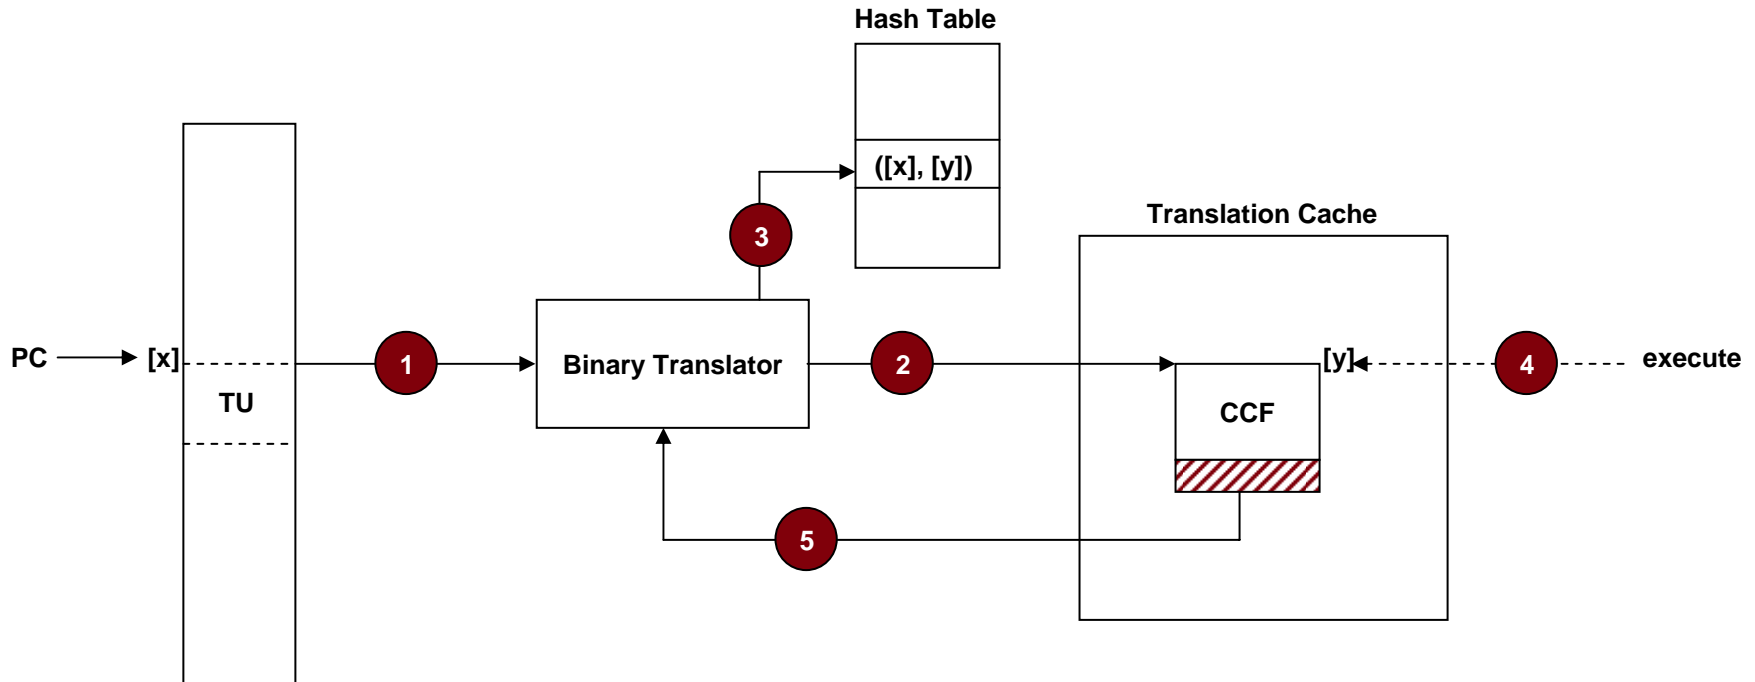 Hash Table
([x], [y])
Translation Cache
3
PC
[x]
1
Binary Translator
2
[y]
4
execute
TU
CCF
5